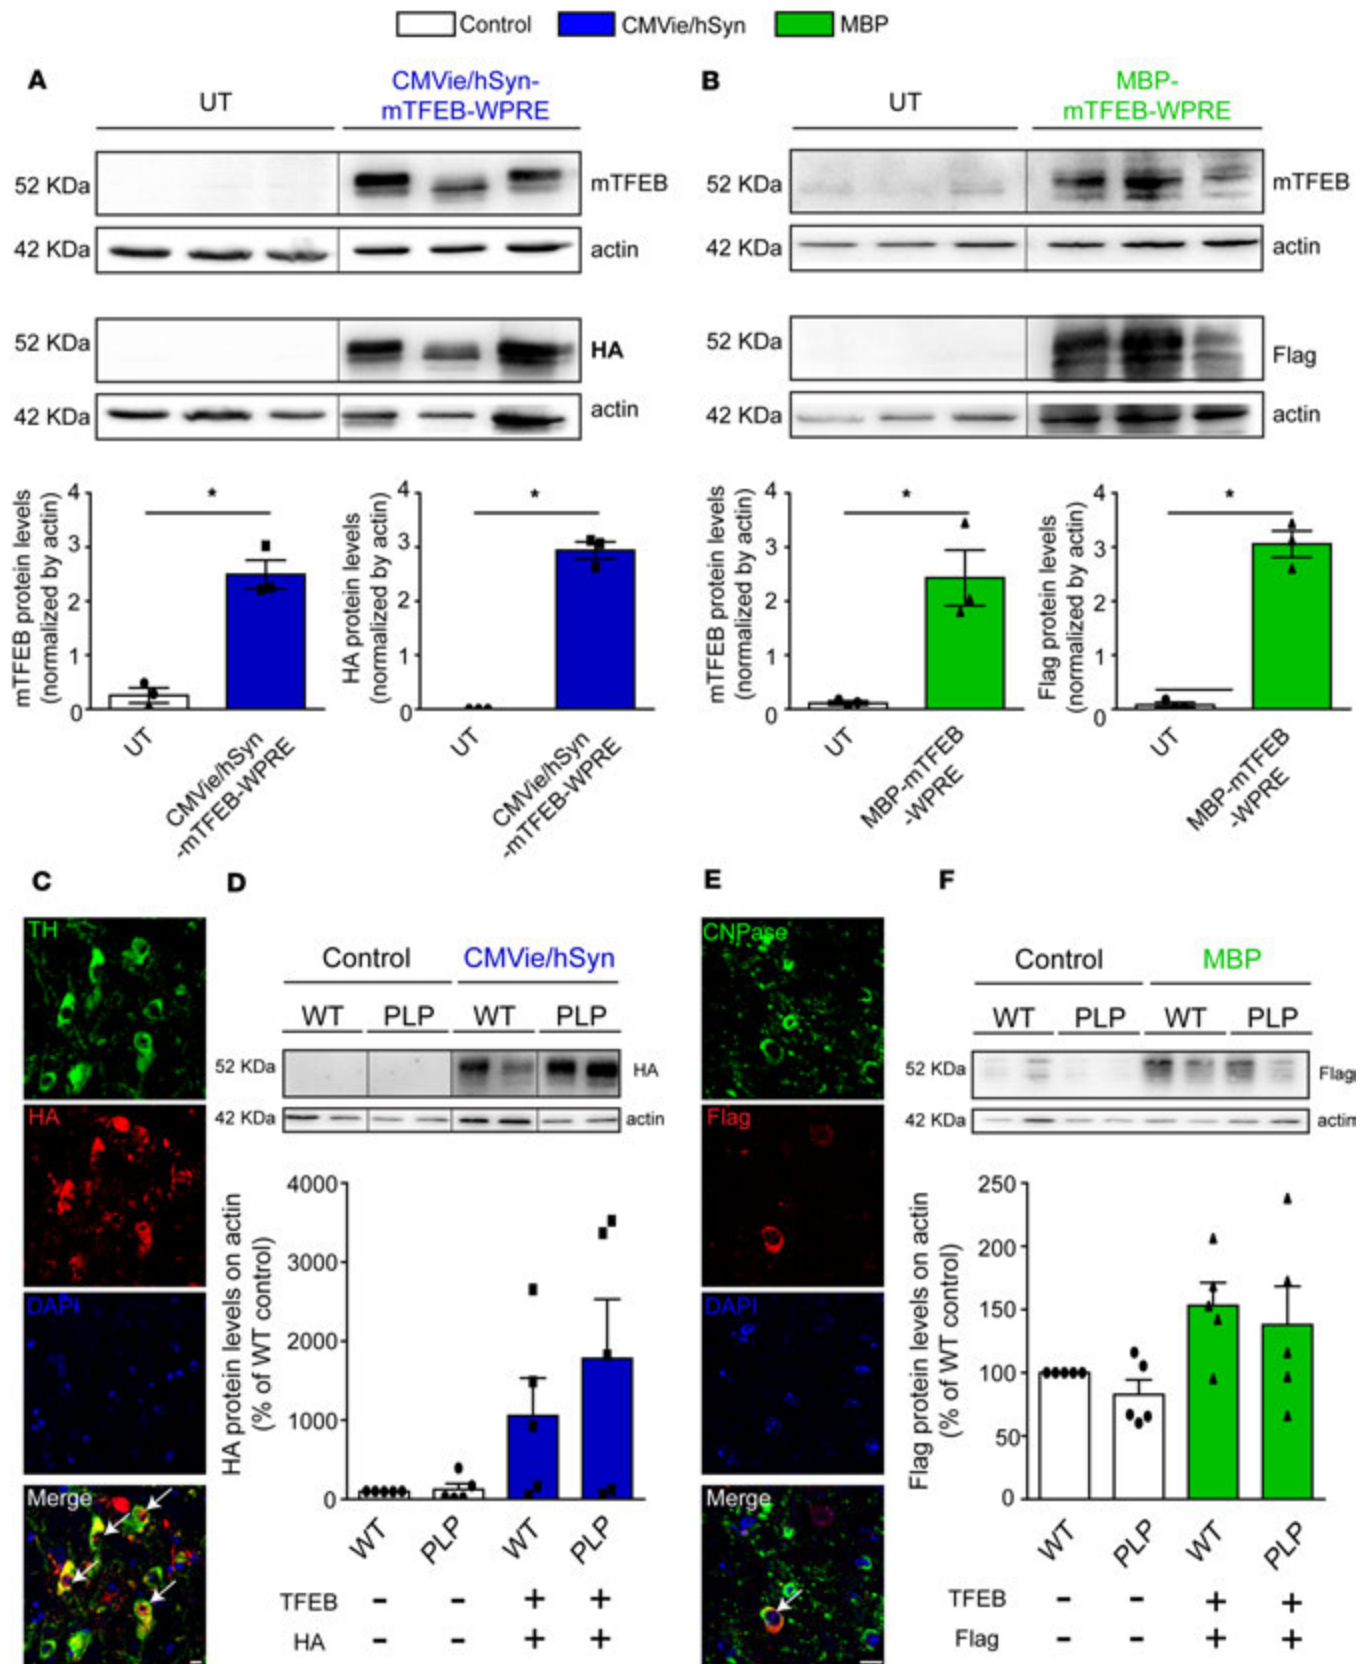 Control CMVie/hSyn MBP
A
UT
CMVie/hSyn-
mTFEB-WPRE
52 KDa
mTFEB
42 KDa
actin
52 KDa
HA
42 KDa
actin
mTFEB protein levels
(normalized by actin)
4
3
2
1
0
*
UT
CMVie/hSyn
-mTFEB-WPRE
HA protein levels
(normalized by actin)
4
3
2
1
0
*
UT
CMVie/hSyn
-mTFEB-WPRE
B
UT
MBP-
mTFEB-WPRE
52 KDa
mTFEB
42 KDa
actin
52 KDa
Flag
42 KDa
actin
mTFEB protein levels
(normalized by actin)
4
3
2
1
0
*
UT
MBP-mTFEB
-WPRE
Flag protein levels
(normalized by actin)
4
3
2
1
0
*
UT
MBP-mTFEB
-WPRE
C
TH
HA
DAPI
Merge
D
Control CMVie/hSyn
WT PLP WT PLP
52 KDa
HA
42 KDa
actin
HA protein levels on actin
(% of WT control)
4000
3000
2000
1000
0
WT PLP WT PLP
TFEB - - + +
HA - - + +
E
CNPase
Flag
DAPI
Merge
F
Control MBP
WT PLP WT PLP
52 KDa
Flag
42 KDa
actin
Flag protein levels on actin
(% of WT control)
250
200
150
100
50
0
WT PLP WT PLP
TFEB - - + +
Flag - - + +